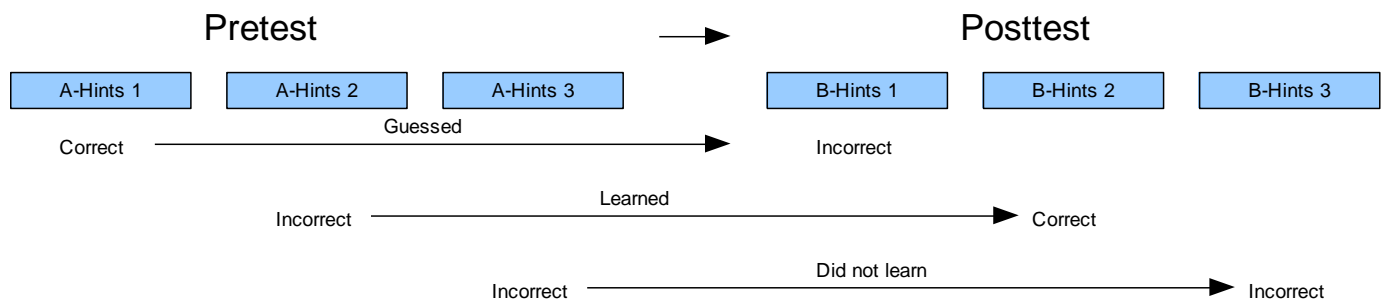 Pretest
Posttest
A-Hints 1
A-Hints 2
A-Hints 3
B-Hints 1
B-Hints 2
B-Hints 3
Guessed
Correct
Incorrect
Learned
Incorrect
Correct
Did not learn
Incorrect
Incorrect